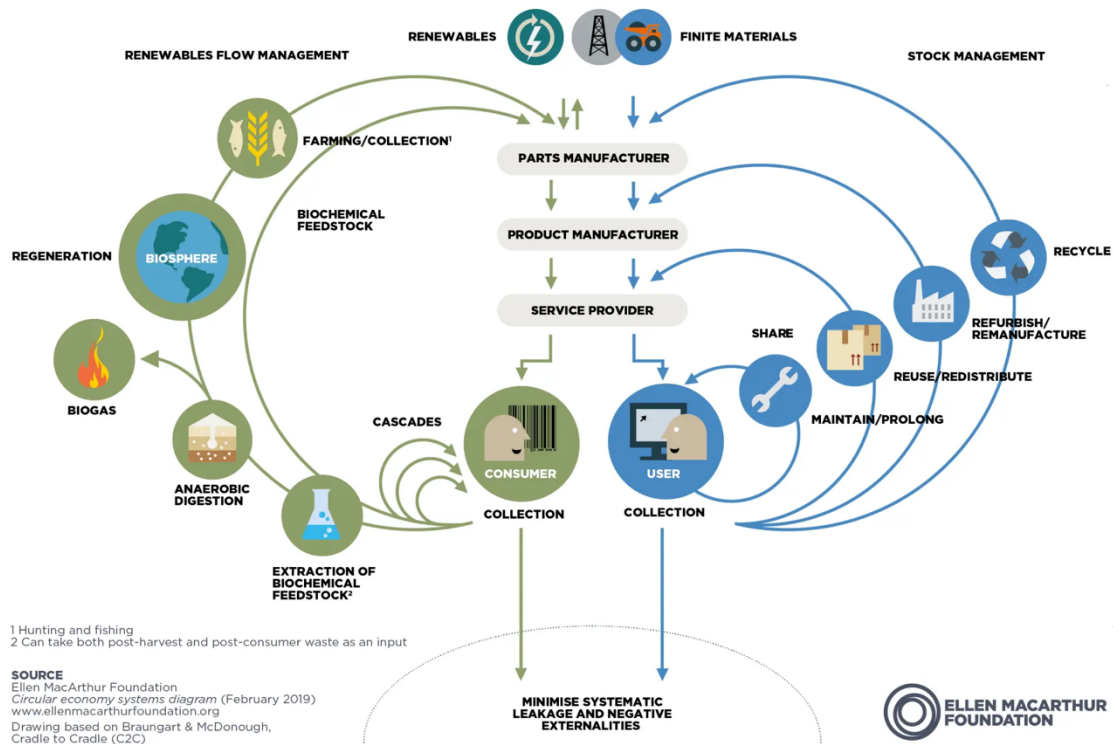 RENEWABLES
FINITE MATERIALS
RENEWABLES FLOW MANAGEMENT
STOCK MANAGEMENT
FARMING/COLLECTION¹
PARTS MANUFACTURER
BIOCHEMICAL
FEEDSTOCK
PRODUCT MANUFACTURER
REGENERATION
BIOSPHERE
RECYCLE
SERVICE PROVIDER
SHARE
REFURBISH/
REMANUFACTURE
REUSE/REDISTRIBUTE
BIOGAS
CASCADES
MAINTAIN/PROLONG
CONSUMER
USER
ANAEROBIC
DIGESTION
COLLECTION
COLLECTION
EXTRACTION OF
BIOCHEMICAL
FEEDSTOCK²
1 Hunting and fishing
2 Can take both post-harvest and post-consumer waste as an input
SOURCE
Ellen MacArthur Foundation
Circular economy systems diagram (February 2019)
www.ellenmacarthurfoundation.org
Drawing based on Braungart & McDonough,
Cradle to Cradle (C2C)
MINIMISE SYSTEMATIC
LEAKAGE AND NEGATIVE
EXTERNALITIES
ELLEN MACARTHUR
FOUNDATION